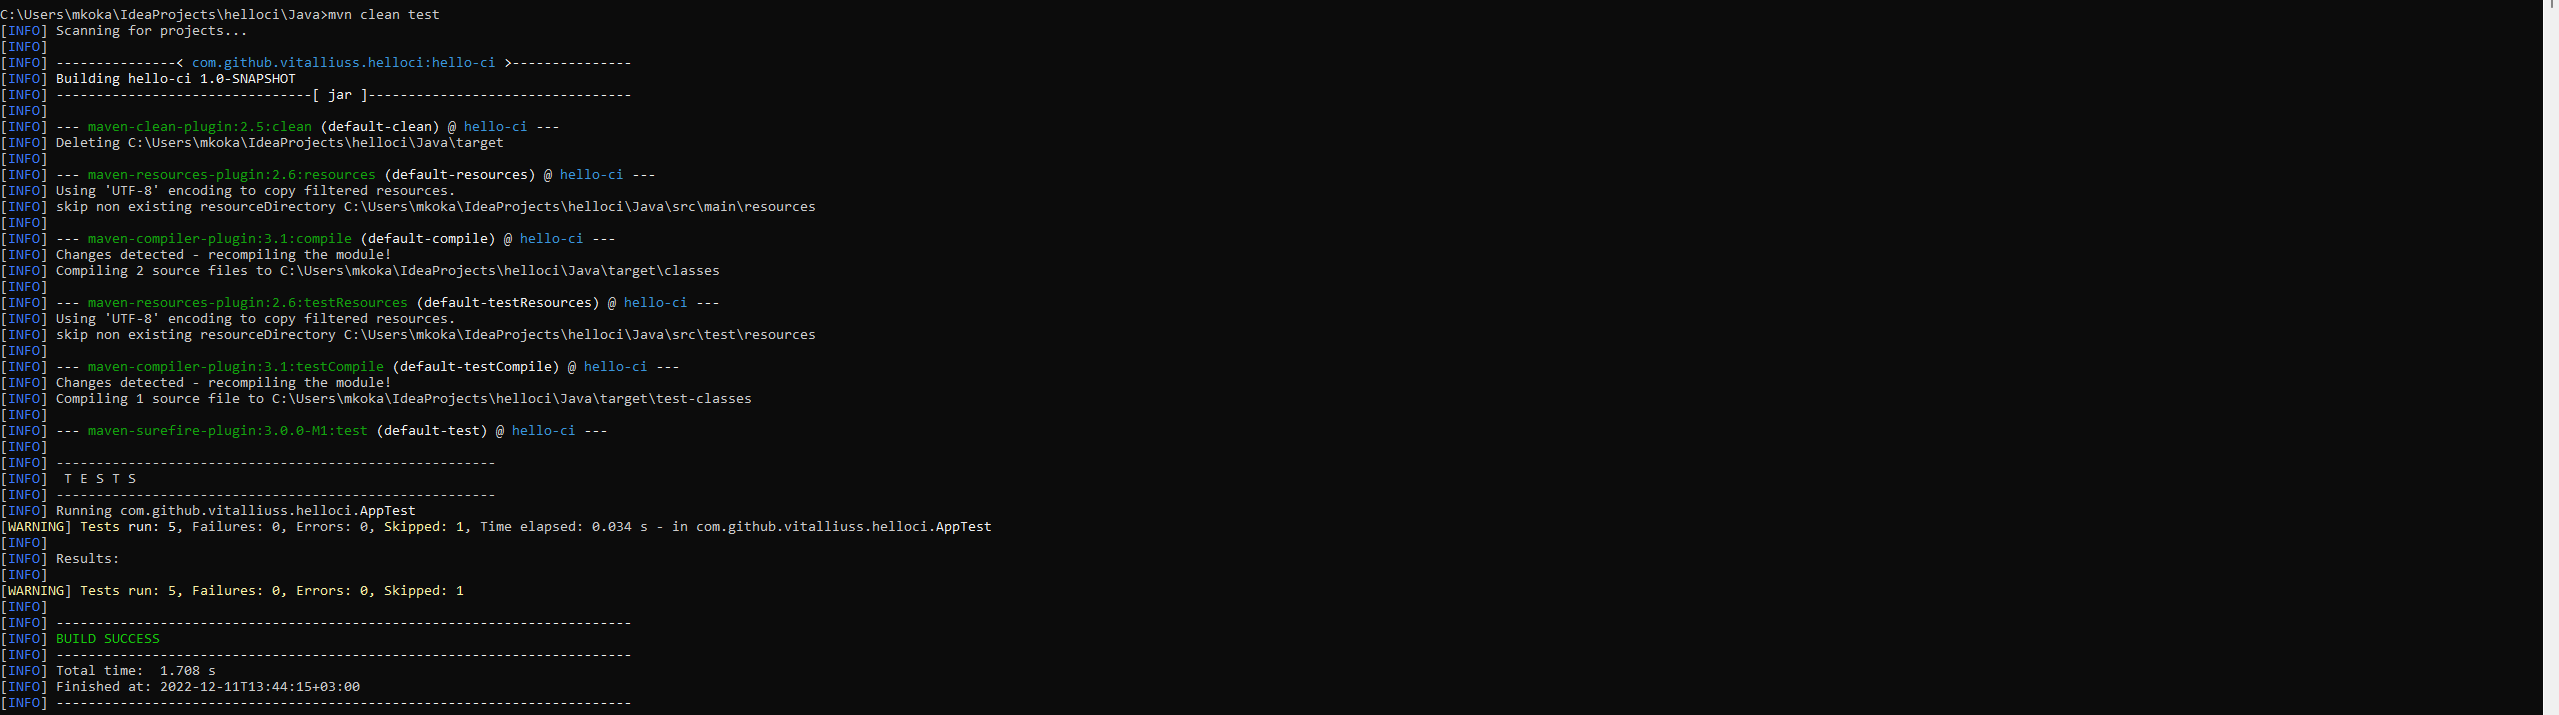 C:\Users\mkoka\IdeaProjects\helloci\Java>mvn clean test
[INFO] Scanning for projects...
[INFO]
[INFO] ---------------< com.github.vitalliuss.helloci:hello-ci >---------------
[INFO] Building hello-ci 1.0-SNAPSHOT
[INFO] --------------------------------[ jar ]---------------------------------
[INFO]
[INFO] --- maven-clean-plugin:2.5:clean (default-clean) @ hello-ci ---
[INFO] Deleting C:\Users\mkoka\IdeaProjects\helloci\Java\target
[INFO]
[INFO] --- maven-resources-plugin:2.6:resources (default-resources) @ hello-ci ---
[INFO] Using 'UTF-8' encoding to copy filtered resources.
[INFO] skip non existing resourceDirectory C:\Users\mkoka\IdeaProjects\helloci\Java\src\main\resources
[INFO]
[INFO] --- maven-compiler-plugin:3.1:compile (default-compile) @ hello-ci ---
[INFO] Changes detected - recompiling the module!
[INFO] Compiling 2 source files to C:\Users\mkoka\IdeaProjects\helloci\Java\target\classes
[INFO]
[INFO] --- maven-resources-plugin:2.6:testResources (default-testResources) @ hello-ci ---
[INFO] Using 'UTF-8' encoding to copy filtered resources.
[INFO] skip non existing resourceDirectory C:\Users\mkoka\IdeaProjects\helloci\Java\src\test\resources
[INFO]
[INFO] --- maven-compiler-plugin:3.1:testCompile (default-testCompile) @ hello-ci ---
[INFO] Changes detected - recompiling the module!
[INFO] Compiling 1 source file to C:\Users\mkoka\IdeaProjects\helloci\Java\target\test-classes
[INFO]
[INFO] --- maven-surefire-plugin:3.0.0-M1:test (default-test) @ hello-ci ---
[INFO]
[INFO] -------------------------------------------------------
[INFO]  T E S T S
[INFO] -------------------------------------------------------
[INFO] Running com.github.vitalliuss.helloci.AppTest
[WARNING] Tests run: 5, Failures: 0, Errors: 0, Skipped: 1, Time elapsed: 0.034 s - in com.github.vitalliuss.helloci.AppTest
[INFO]
[INFO] Results:
[INFO]
[WARNING] Tests run: 5, Failures: 0, Errors: 0, Skipped: 1
[INFO]
[INFO] ------------------------------------------------------------------------
[INFO] BUILD SUCCESS
[INFO] ------------------------------------------------------------------------
[INFO] Total time:  1.708 s
[INFO] Finished at: 2022-12-11T13:44:15+03:00
[INFO] ------------------------------------------------------------------------